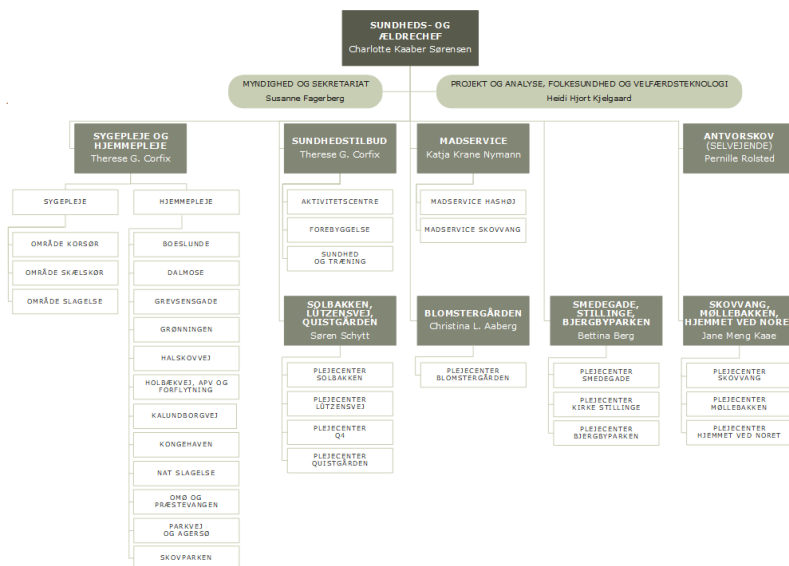 SUNDHEDS- OG
ÆLDRECHEF
Charlotte Kaaber Sørensen
MYNDIGHED OG SEKRETARIAT
Susanne Fagerberg
PROJEKT OG ANALYSE, FOLKESUNDHED OG VELFÆRDSTEKNOLOGI
Heidi Hjort Kjelgaard
SYGEPLEJE OG
HJEMMEPLEJE
Therese G. Corfix
SUNDHEDSTILBUD
Therese G. Corfix
MADSERVICE
Katja Krane Nymann
ANTVORSKOV
(SELVEJENDE)
Pernille Rolsted
SYGEPLEJE
OMRÅDE KORSØR
OMRÅDE SKÆLSKØR
OMRÅDE SLAGELSE
HJEMMEPLEJE
BOESLUNDE
DALMOSE
GREVSENSGADE
GRØNNINGEN
HALSKOVVEJ
HOLBÆKVEJ, APV OG
FORFLYTNING
KALUNDBORGVEJ
KONGEHAVEN
NAT SLAGELSE
OMØ OG
PRÆSTEVANGEN
PARKVEJ
OG AGERSØ
SKOVPARKEN
AKTIVITETSCENTRE
FOREBYGGELSE
SUNDHED
OG TRÆNING
MADSERVICE HASHØJ
MADSERVICE SKOVVANG
SOLBAKKEN,
LÜTZENSVEJ,
QUISTGÅRDEN
Søren Schytt
PLEJECENTER
SOLBAKKEN
PLEJECENTER
LÜTZENSVEJ
PLEJECENTER
Q4
PLEJECENTER
QUISTGÅRDEN
BLOMSTERGÅRDEN
Christina L. Aaberg
PLEJECENTER
BLOMSTERGÅRDEN
SMEDEGADE,
STILLINGE,
BJERGBYPARKEN
Bettina Berg
PLEJECENTER
SMEDEGADE
PLEJECENTER
KIRKE STILLINGE
PLEJECENTER
BJERGBYPARKEN
SKOVVANG,
MØLLEBAKKEN,
HJEMMET VED NORET
Jane Meng Kaae
PLEJECENTER
SKOVVANG
PLEJECENTER
MØLLEBAKKEN
PLEJECENTER
HJEMMET VED NORET